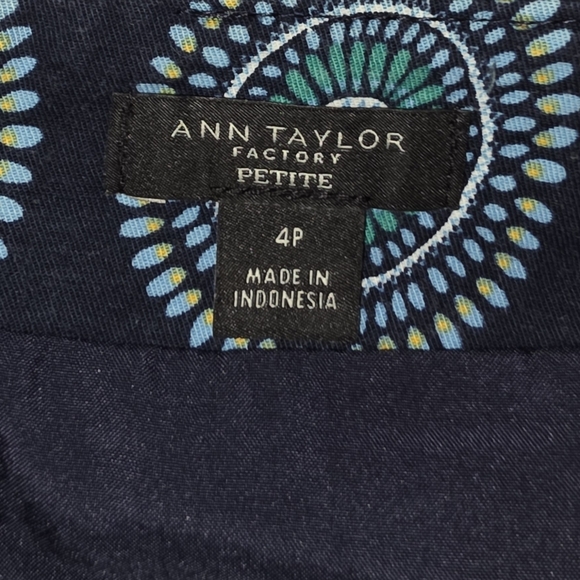 ANN TAYLOR
FACTORY
PETITE
4P
MADE IN
INDONESIA